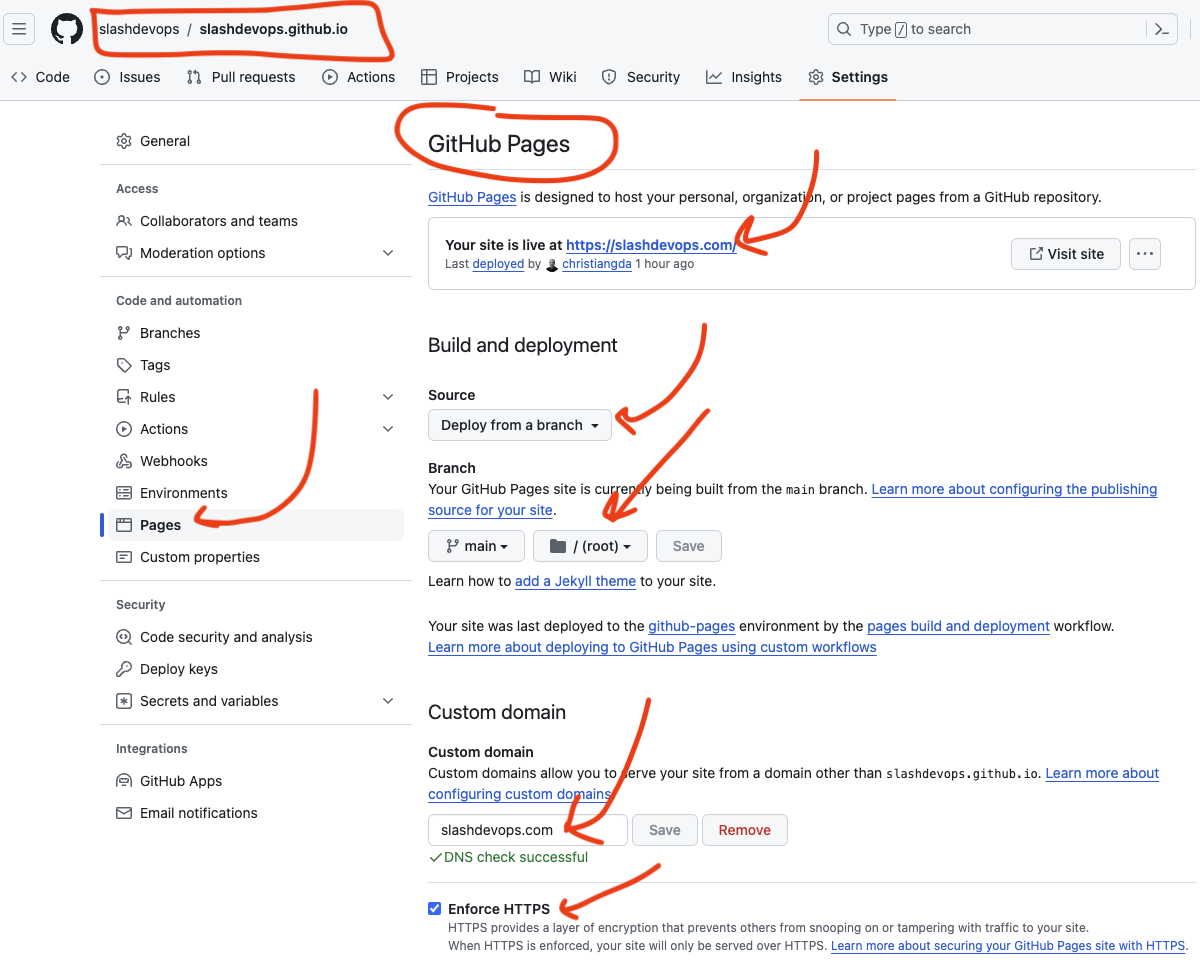 slashdevops / slashdevops.github.io
Type / to search
Code Issues Pull requests Actions Projects Wiki Security Insights Settings
General
Access
Collaborators and teams
Moderation options
Code and automation
Branches
Tags
Rules
Actions
Webhooks
Environments
Pages
Custom properties
Security
Code security and analysis
Deploy keys
Secrets and variables
Integrations
GitHub Apps
Email notifications
GitHub Pages
GitHub Pages is designed to host your personal, organization, or project pages from a GitHub repository.
Your site is live at https://slashdevops.com/
Last deployed by christiangda 1 hour ago
Visit site
Build and deployment
Source
Deploy from a branch
Branch
Your GitHub Pages site is currently being built from the main branch. Learn more about configuring the publishing
source for your site.
main / (root) Save
Learn how to add a Jekyll theme to your site.
Your site was last deployed to the github-pages environment by the pages build and deployment workflow.
Learn more about deploying to GitHub Pages using custom workflows
Custom domain
Custom domain
Custom domains allow you to serve your site from a domain other than slashdevops.github.io. Learn more about
configuring custom domains.
slashdevops.com Save Remove
DNS check successful
Enforce HTTPS
HTTPS provides a layer of encryption that prevents others from snooping on or tampering with traffic to your site.
When HTTPS is enforced, your site will only be served over HTTPS. Learn more about securing your GitHub Pages site with HTTPS.